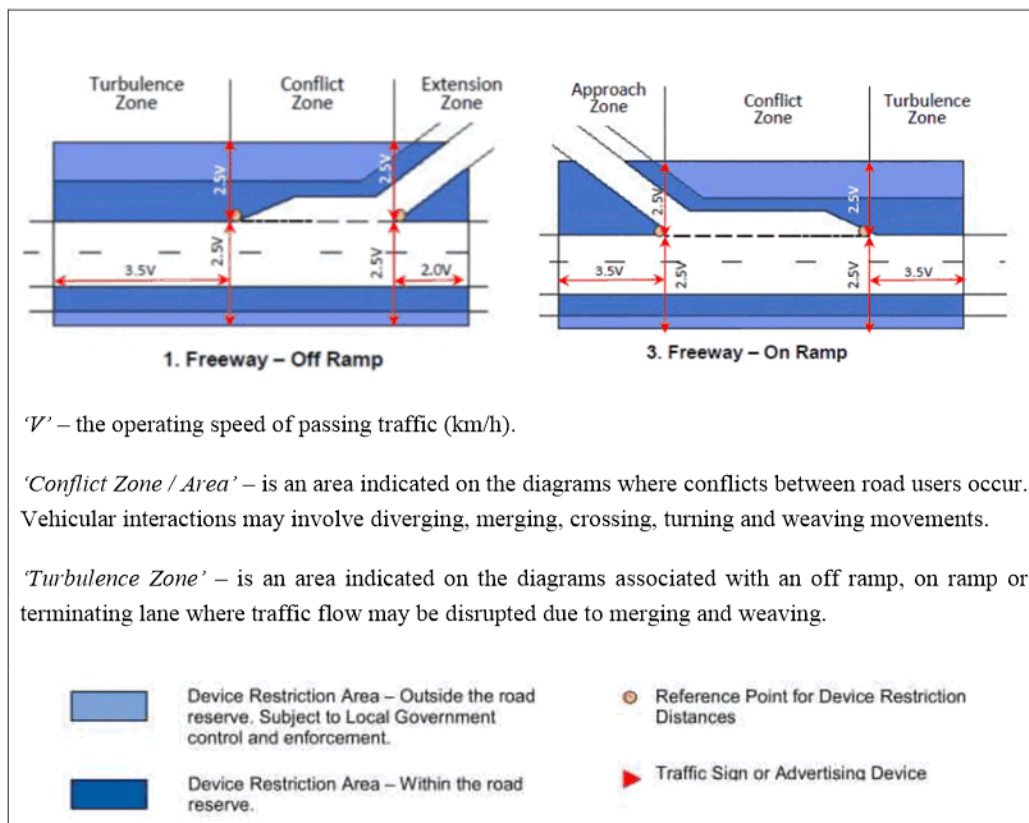 Turbulence Zone
Conflict Zone
Extension Zone
2.5V
2.5V
2.5V
2.5V
3.5V
2.0V
1. Freeway – Off Ramp
Approach Zone
Conflict Zone
Turbulence Zone
2.5V
2.5V
2.5V
2.5V
3.5V
3.5V
3. Freeway – On Ramp
‘V’ – the operating speed of passing traffic (km/h).
‘Conflict Zone / Area’ – is an area indicated on the diagrams where conflicts between road users occur.
Vehicular interactions may involve diverging, merging, crossing, turning and weaving movements.
‘Turbulence Zone’ – is an area indicated on the diagrams associated with an off ramp, on ramp or
terminating lane where traffic flow may be disrupted due to merging and weaving.
Device Restriction Area – Outside the road
reserve. Subject to Local Government
control and enforcement.
Device Restriction Area – Within the road
reserve.
Reference Point for Device Restriction
Distances
Traffic Sign or Advertising Device